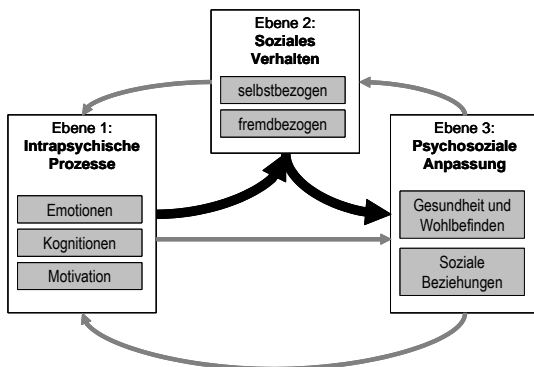 Ebene 2:
Soziales
Verhalten
selbstbezogen
fremdbezogen
Ebene 1:
Intrapsychische
Prozesse
Emotionen
Kognitionen
Motivation
Ebene 3:
Psychosoziale
Anpassung
Gesundheit und
Wohlbefinden
Soziale
Beziehungen